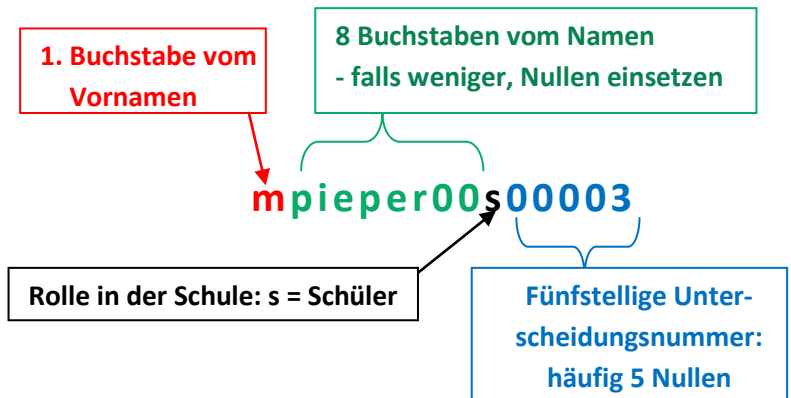 1. Buchstabe vom
Vornamen
8 Buchstaben vom Namen
- falls weniger, Nullen einsetzen
mpieper00s00003
Rolle in der Schule: s = Schüler
Fünfstellige Unter-
scheidungsnummer:
häufig 5 Nullen